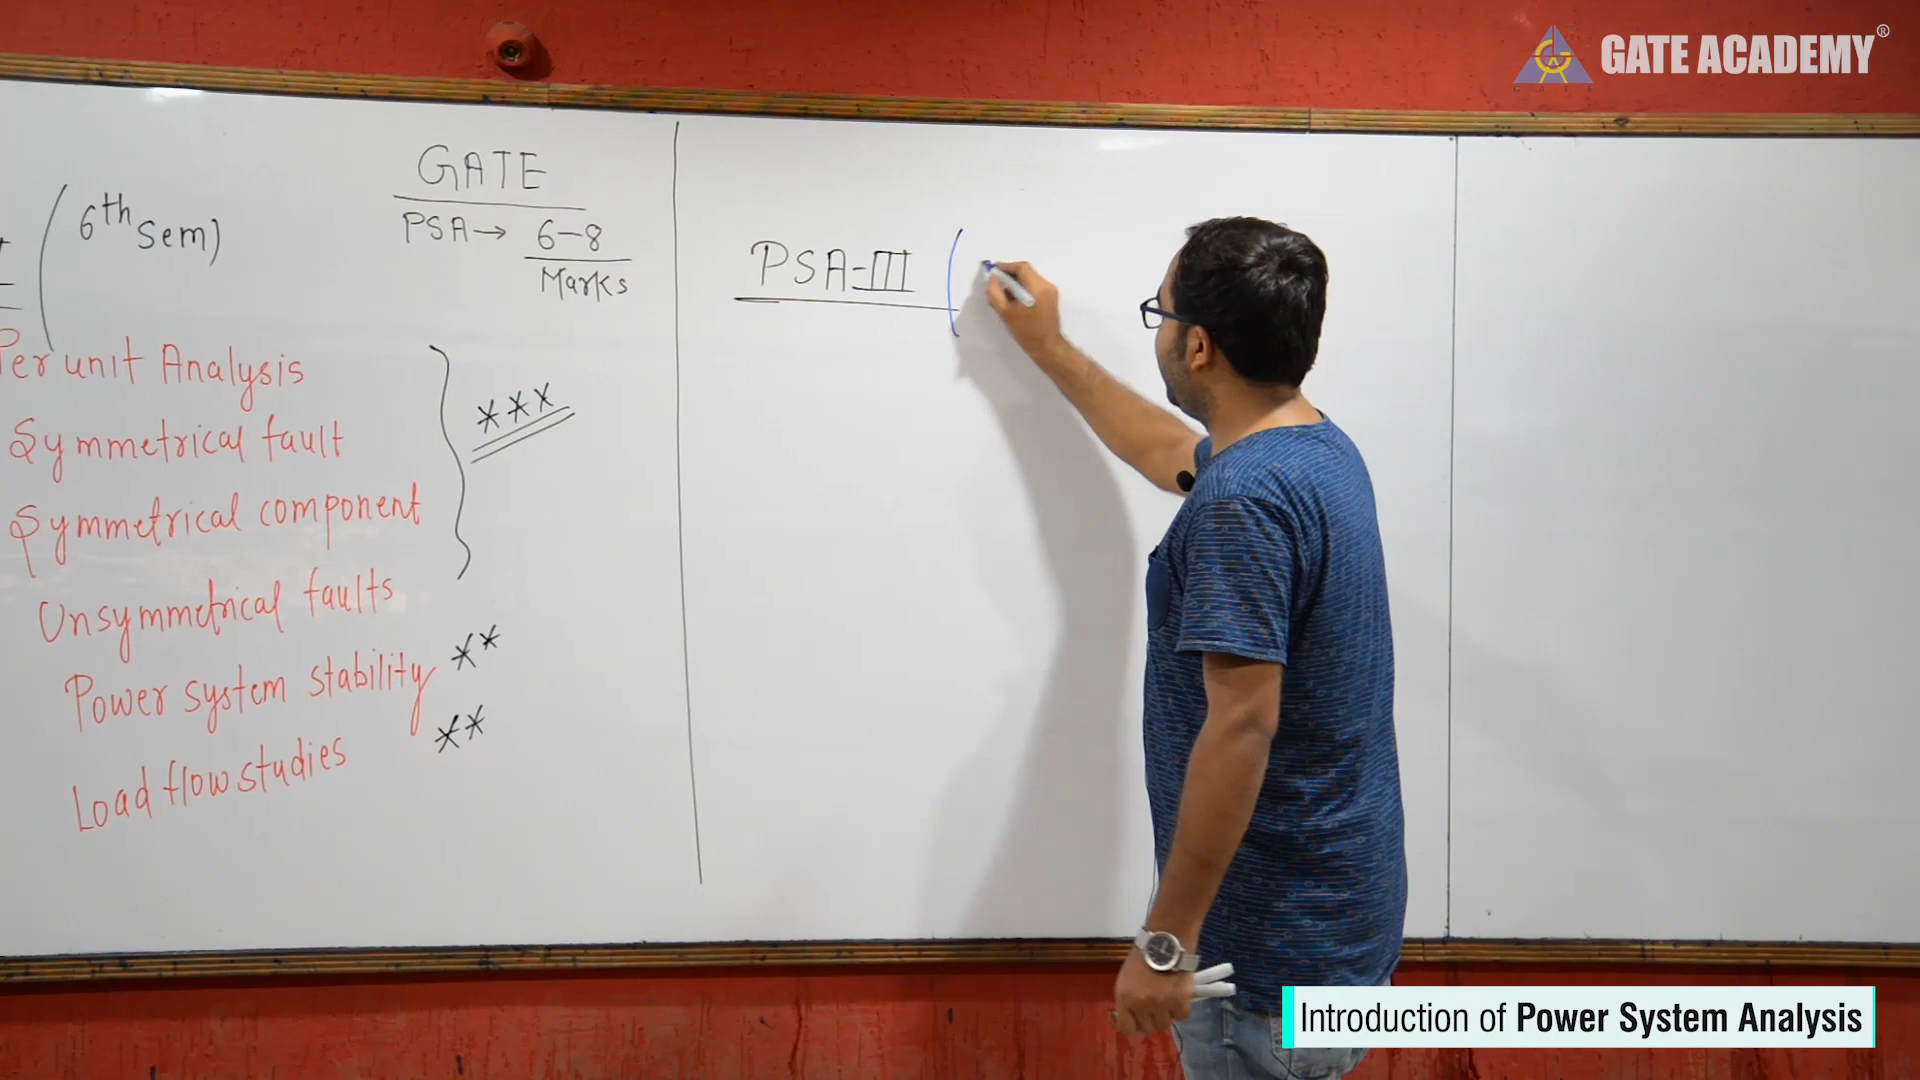 GATE ACADEMY®
GATE
(6th Sem)
PSA→ 6-8
Marks
PSA-III (
Per unit Analysis
Symmetrical fault
***
Symmetrical component
Unsymmetrical faults
Power system stability **
Load flow studies **
Introduction of Power System Analysis